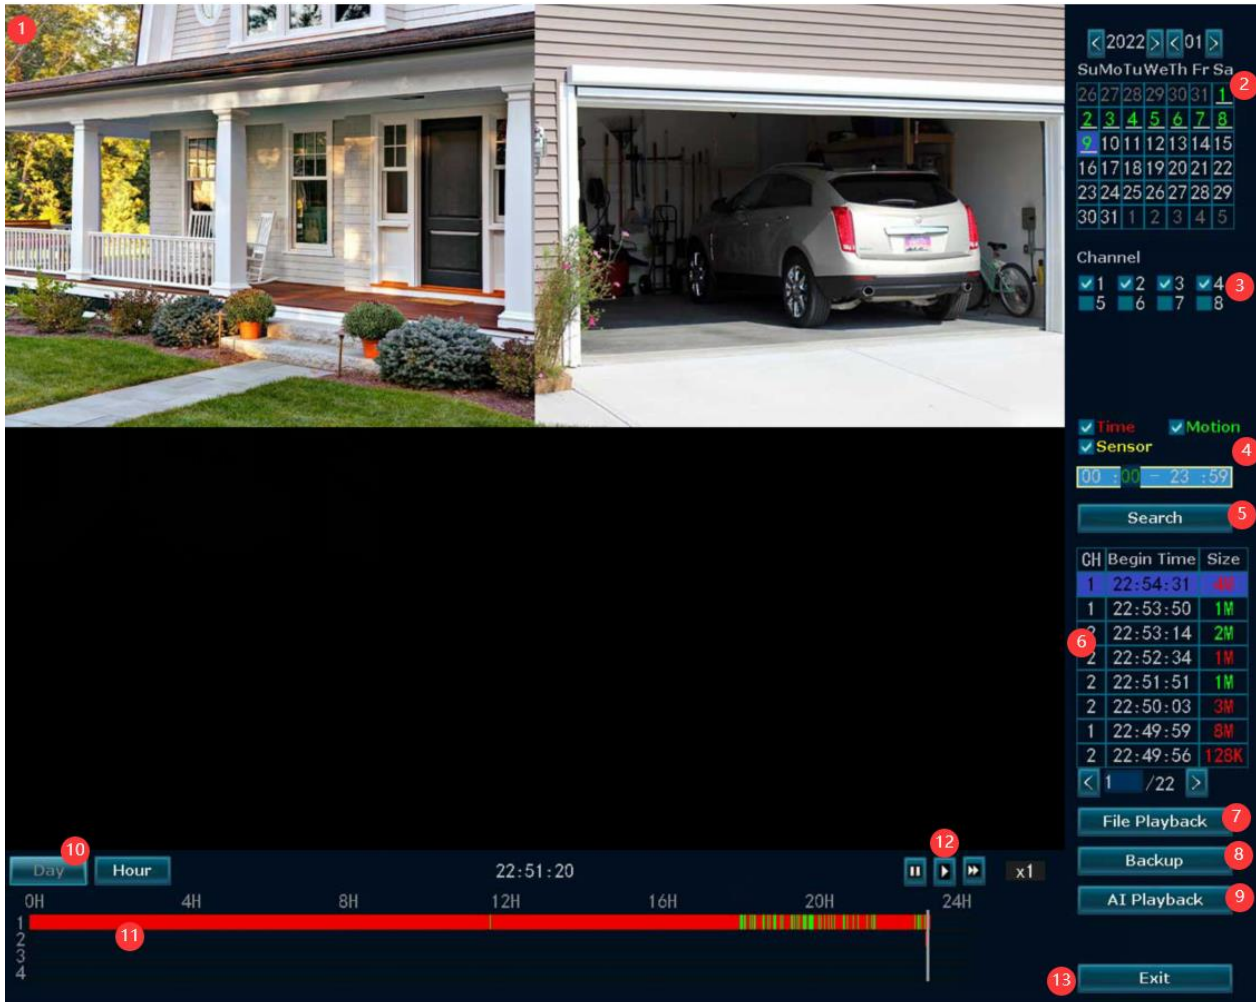 1
< 2022 > < 01 >
Su Mo Tu We Th Fr Sa
2
26 27 28 29 30 31 1
2 3 4 5 6 7 8
9 10 11 12 13 14 15
16 17 18 19 20 21 22
23 24 25 26 27 28 29
30 31 1 2 3 4 5
Channel
1 2 3 4
3
5 6 7 8
Time Motion
Sensor
4
00 :00 - 23 :59
Search
5
CH Begin Time Size
1 22:54:31 4M
1 22:53:50 1M
2 22:53:14 2M
6
2 22:52:34 1M
2 22:51:51 1M
2 22:50:03 3M
1 22:49:59 8M
2 22:49:56 128K
< 1 /22 >
File Playback
7
Backup
8
AI Playback
9
10
Day Hour
22:51:20
12
x1
0H 4H 8H 12H 16H 20H 24H
1
11
2
3
4
13
Exit